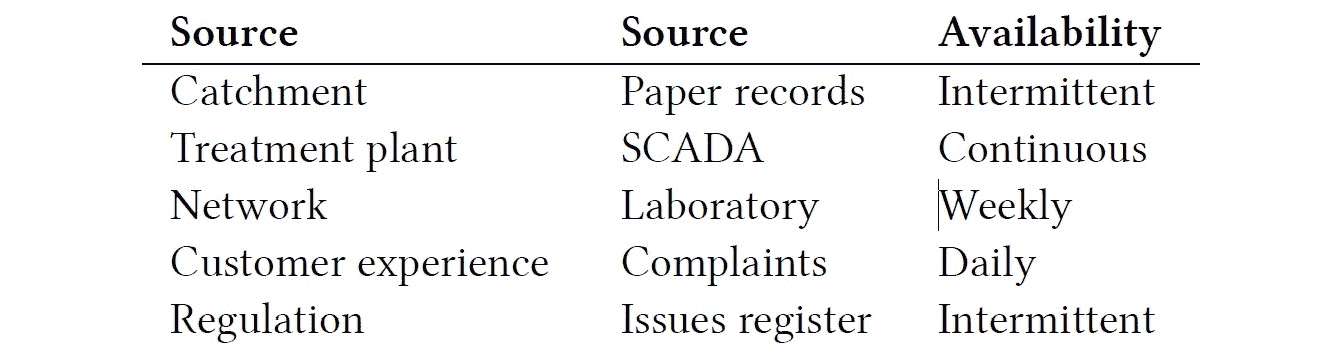 Source Source Availability
Catchment Paper records Intermittent
Treatment plant SCADA Continuous
Network Laboratory Weekly
Customer experience Complaints Daily
Regulation Issues register Intermittent